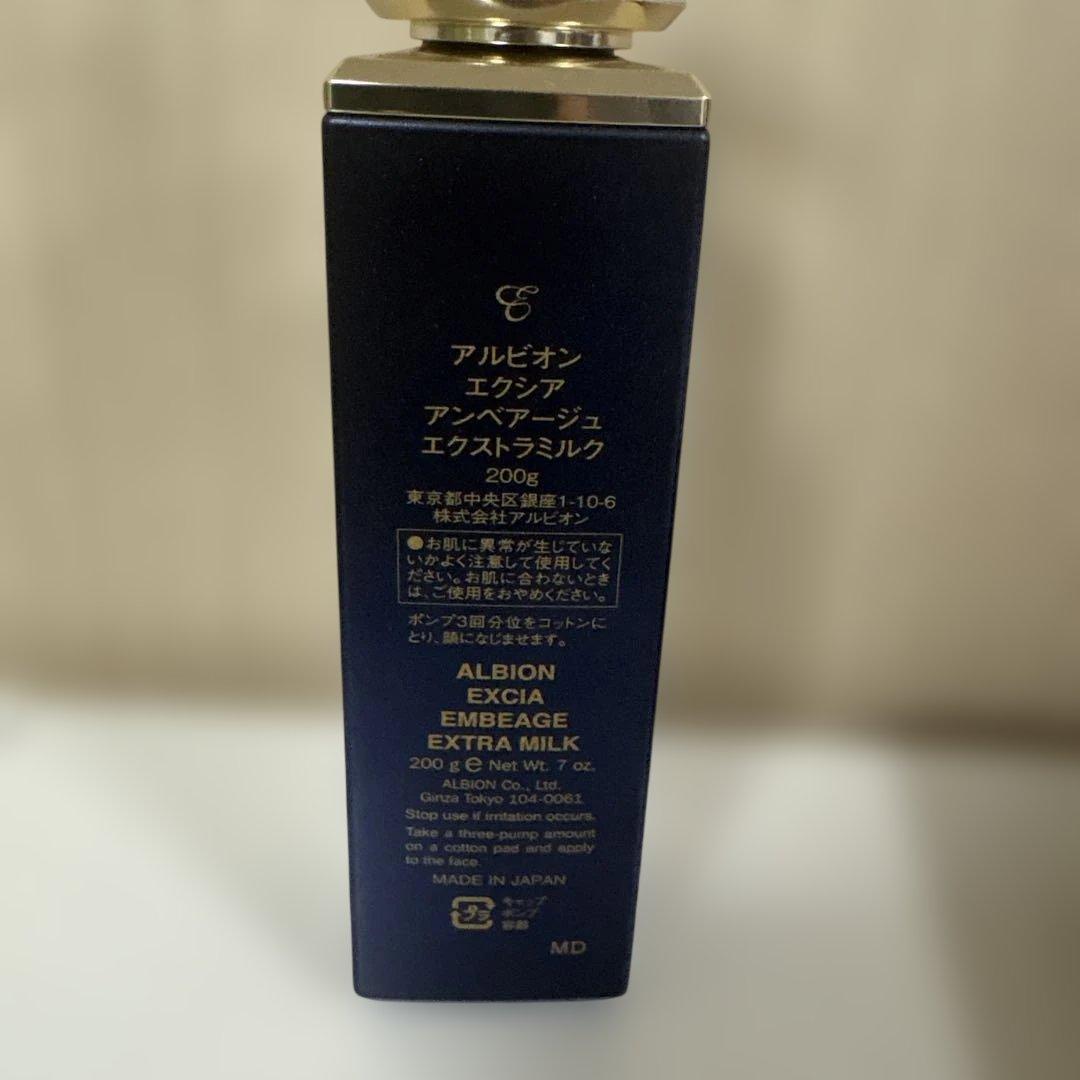 E
アルビオン
エクシア
アンベアージュ
エクストラミルク
200g
東京都中央区銀座1-10-6
株式会社アルビオン
●お肌に異常が生じていな
いかよく注意して使用してく
ださい。お肌に合わないとき
は、ご使用をおやめください。
ポンプ3回分位をコットンに
とり、顔になじませます。
ALBION
EXCIA
EMBEAGE
EXTRA MILK
200 g e Net Wt. 7 oz.
ALBION Co., Ltd.
Ginza Tokyo 104-0061
Stop use if irritation occurs.
Take a three-pump amount
on a cotton pad and apply
to the face.
MADE IN JAPAN
プラ
キャップ
ポンプ
容器
MD